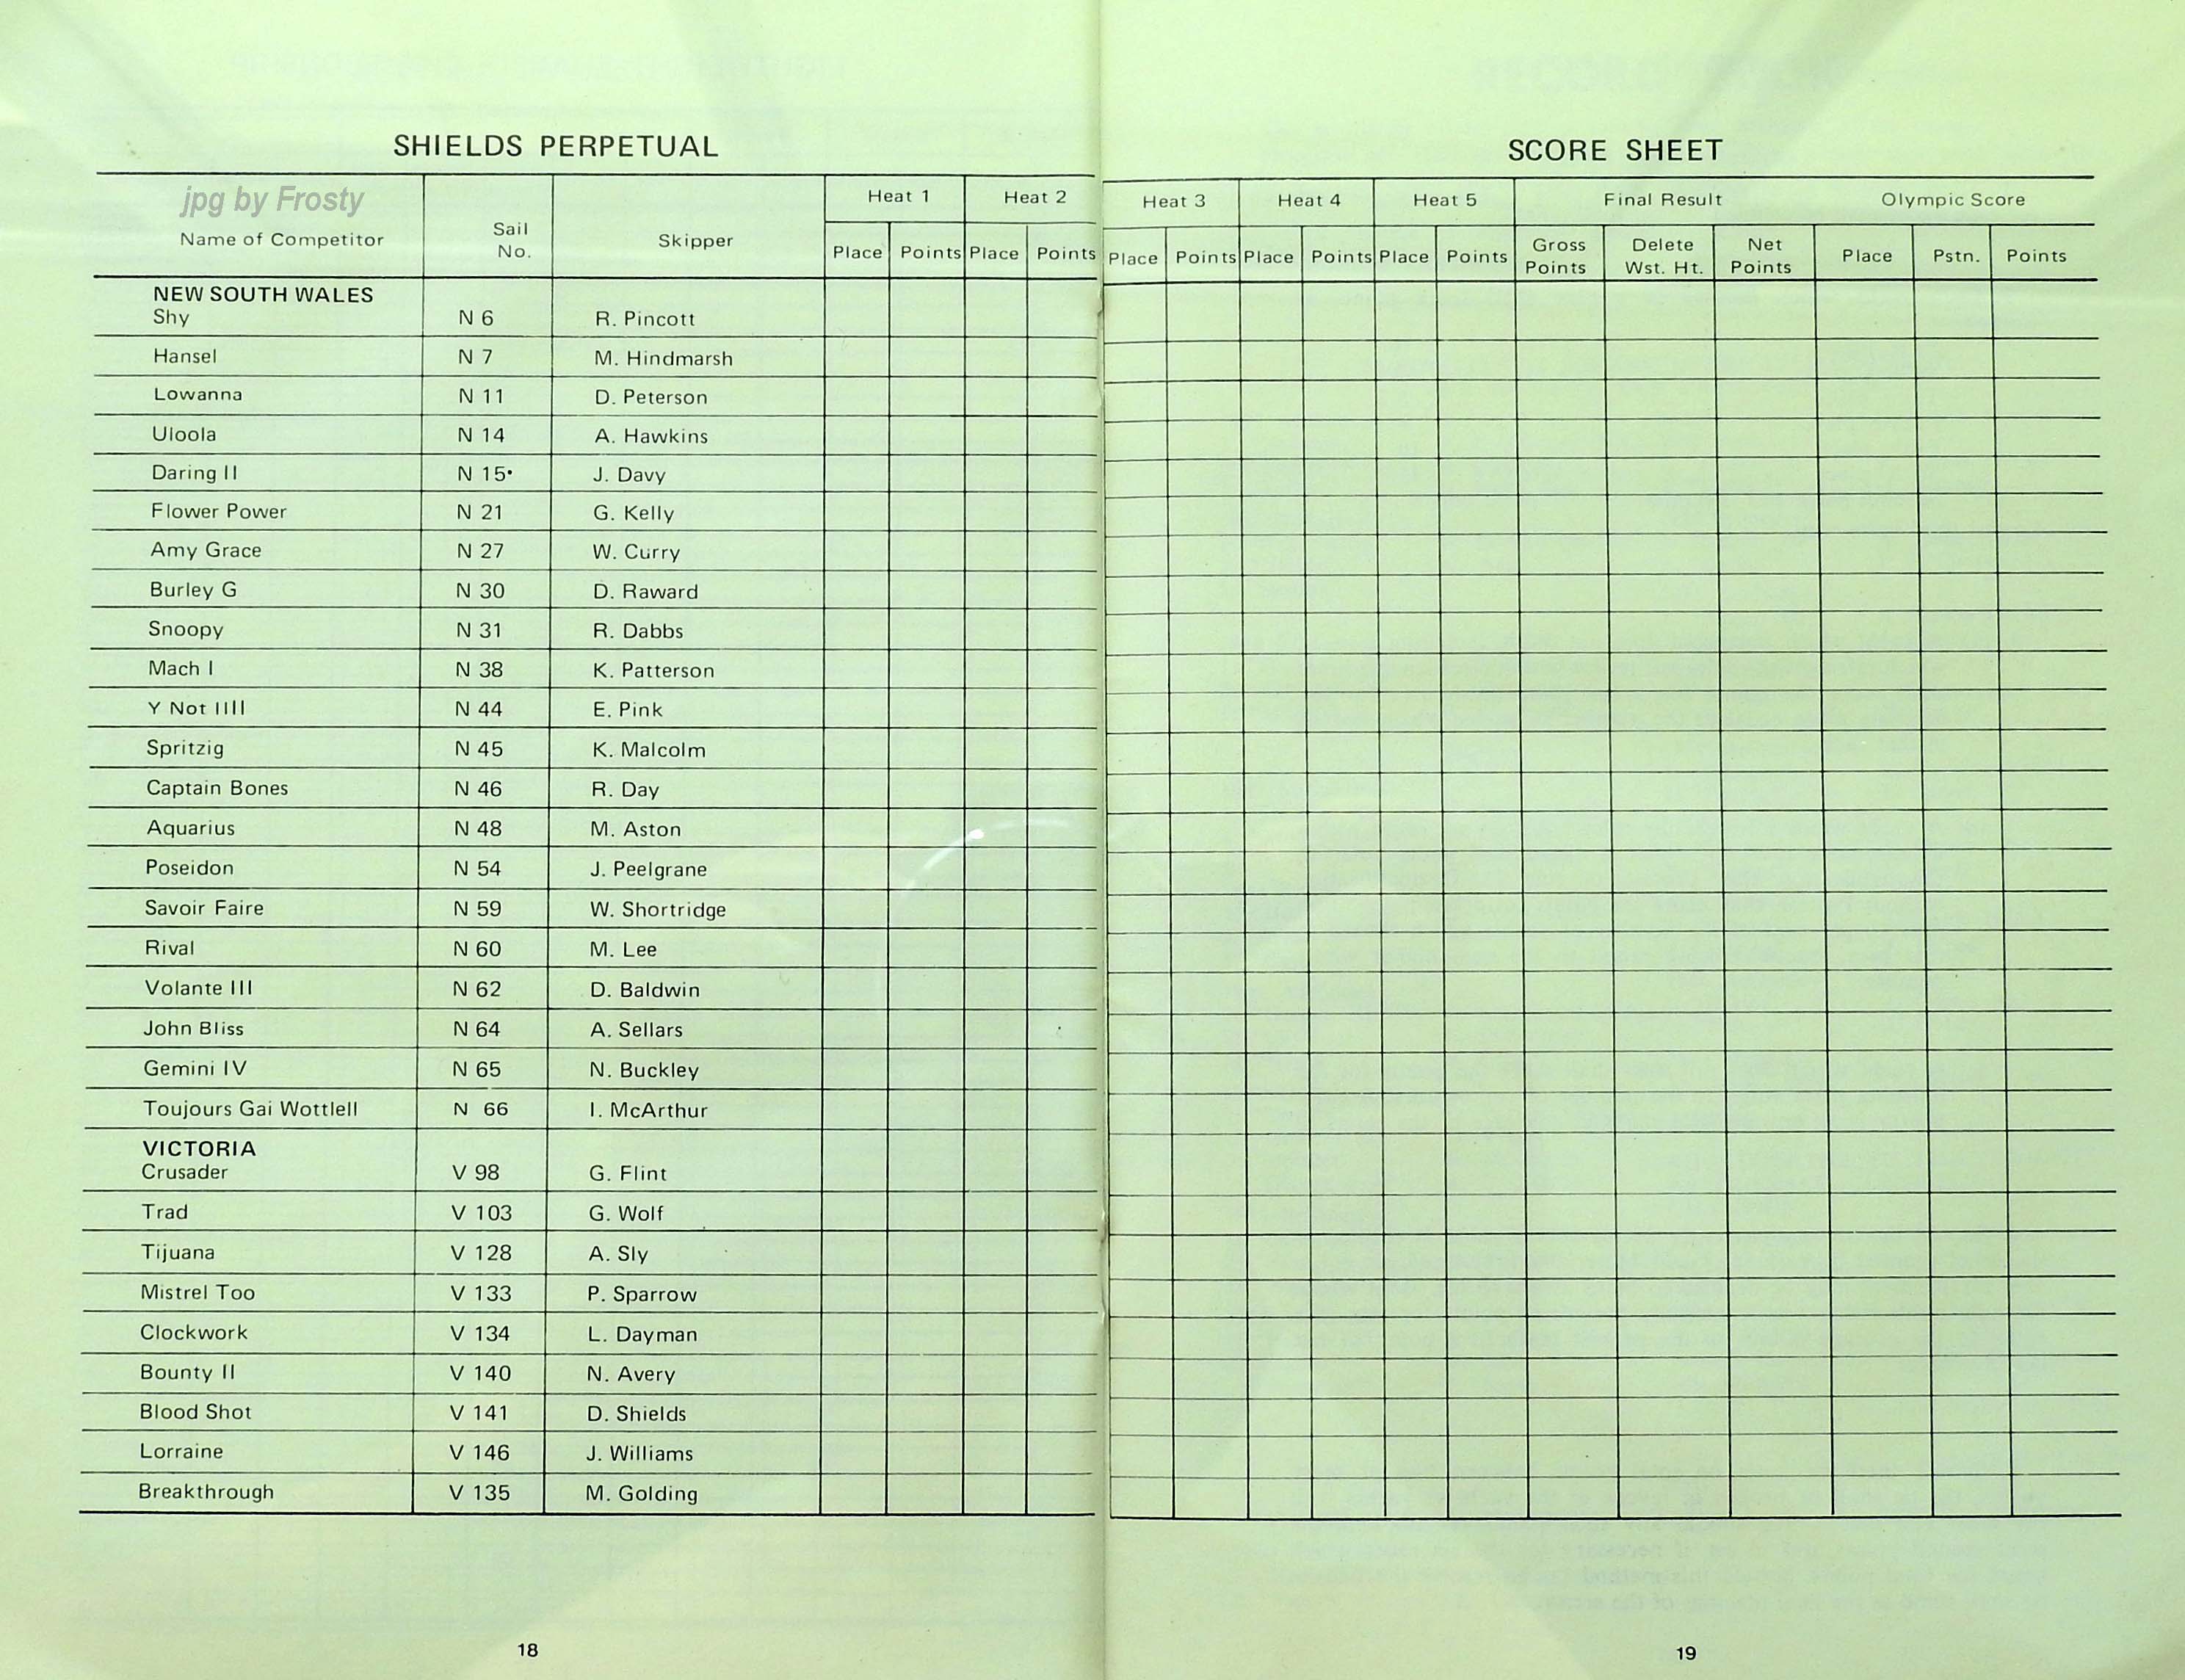 SHIELDS PERPETUAL
jpg by Frosty
Name of Competitor Sail No. Skipper Heat 1 Heat 2
Place Points Place Points
NEW SOUTH WALES
Shy N 6 R. Pincott
Hansel N 7 M. Hindmarsh
Lowanna N 11 D. Peterson
Uloola N 14 A. Hawkins
Daring II N 15 J. Davy
Flower Power N 21 G. Kelly
Amy Grace N 27 W. Curry
Burley G N 30 D. Raward
Snoopy N 31 R. Dabbs
Mach I N 38 K. Patterson
Y Not IIII N 44 E. Pink
Spritzig N 45 K. Malcolm
Captain Bones N 46 R. Day
Aquarius N 48 M. Aston
Poseidon N 54 J. Peelgrane
Savoir Faire N 59 W. Shortridge
Rival N 60 M. Lee
Volante III N 62 D. Baldwin
John Bliss N 64 A. Sellars
Gemini IV N 65 N. Buckley
Toujours Gai Wottlell N 66 I. McArthur
VICTORIA
Crusader V 98 G. Flint
Trad V 103 G. Wolf
Tijuana V 128 A. Sly
Mistrel Too V 133 P. Sparrow
Clockwork V 134 L. Dayman
Bounty II V 140 N. Avery
Blood Shot V 141 D. Shields
Lorraine V 146 J. Williams
Breakthrough V 135 M. Golding
18
SCORE SHEET
Heat 3 Heat 4 Heat 5 Final Result Olympic Score
Place Points Place Points Place Points Gross Points Delete Wst. Ht. Net Points Place Pstn. Points
19